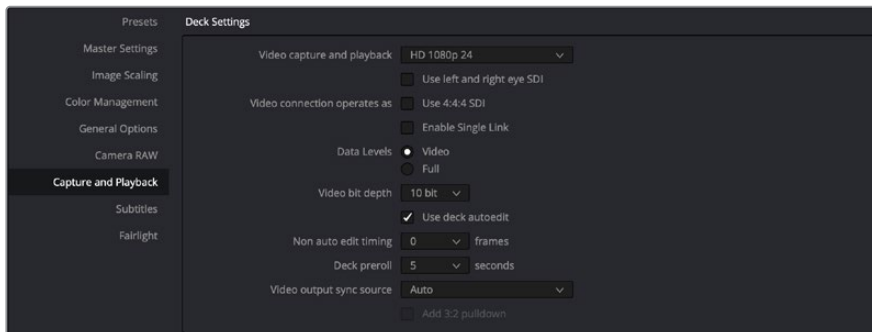 Presets
Master Settings
Image Scaling
Color Management
General Options
Camera RAW
Capture and Playback
Subtitles
Fairlight
Deck Settings
Video capture and playback HD 1080p 24
Use left and right eye SDI
Video connection operates as Use 4:4:4 SDI
Enable Single Link
Data Levels Video
Full
Video bit depth 10 bit
Use deck autoedit
Non auto edit timing 0 frames
Deck preroll 5 seconds
Video output sync source Auto
Add 3:2 pulldown